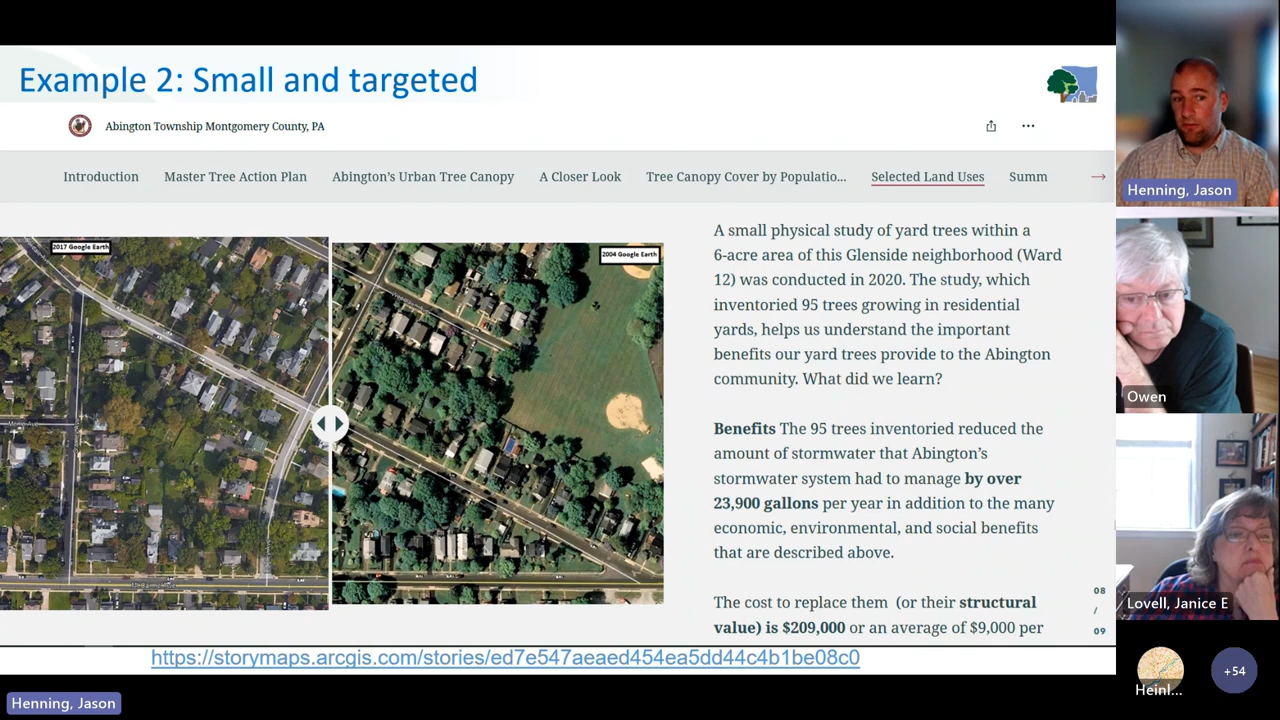 Example 2: Small and targeted
Abington Township Montgomery County, PA
Introduction Master Tree Action Plan Abington's Urban Tree Canopy A Closer Look Tree Canopy Cover by Populatio... Selected Land Uses Summ
2017 Google Earth
2004 Google Earth
A small physical study of yard trees within a
6-acre area of this Glenside neighborhood (Ward
12) was conducted in 2020. The study, which
inventoried 95 trees growing in residential
yards, helps us understand the important
benefits our yard trees provide to the Abington
community. What did we learn?
Benefits The 95 trees inventoried reduced the
amount of stormwater that Abington's
stormwater system had to manage by over
23,900 gallons per year in addition to the many
economic, environmental, and social benefits
that are described above.
The cost to replace them (or their structural
value) is $209,000 or an average of $9,000 per
08
/
09
https://storymaps.arcgis.com/stories/ed7e547aeaed454ea5dd44c4b1be08c0
Henning, Jason
Henning, Jason
Owen
Lovell, Janice E
Heinl...
+54